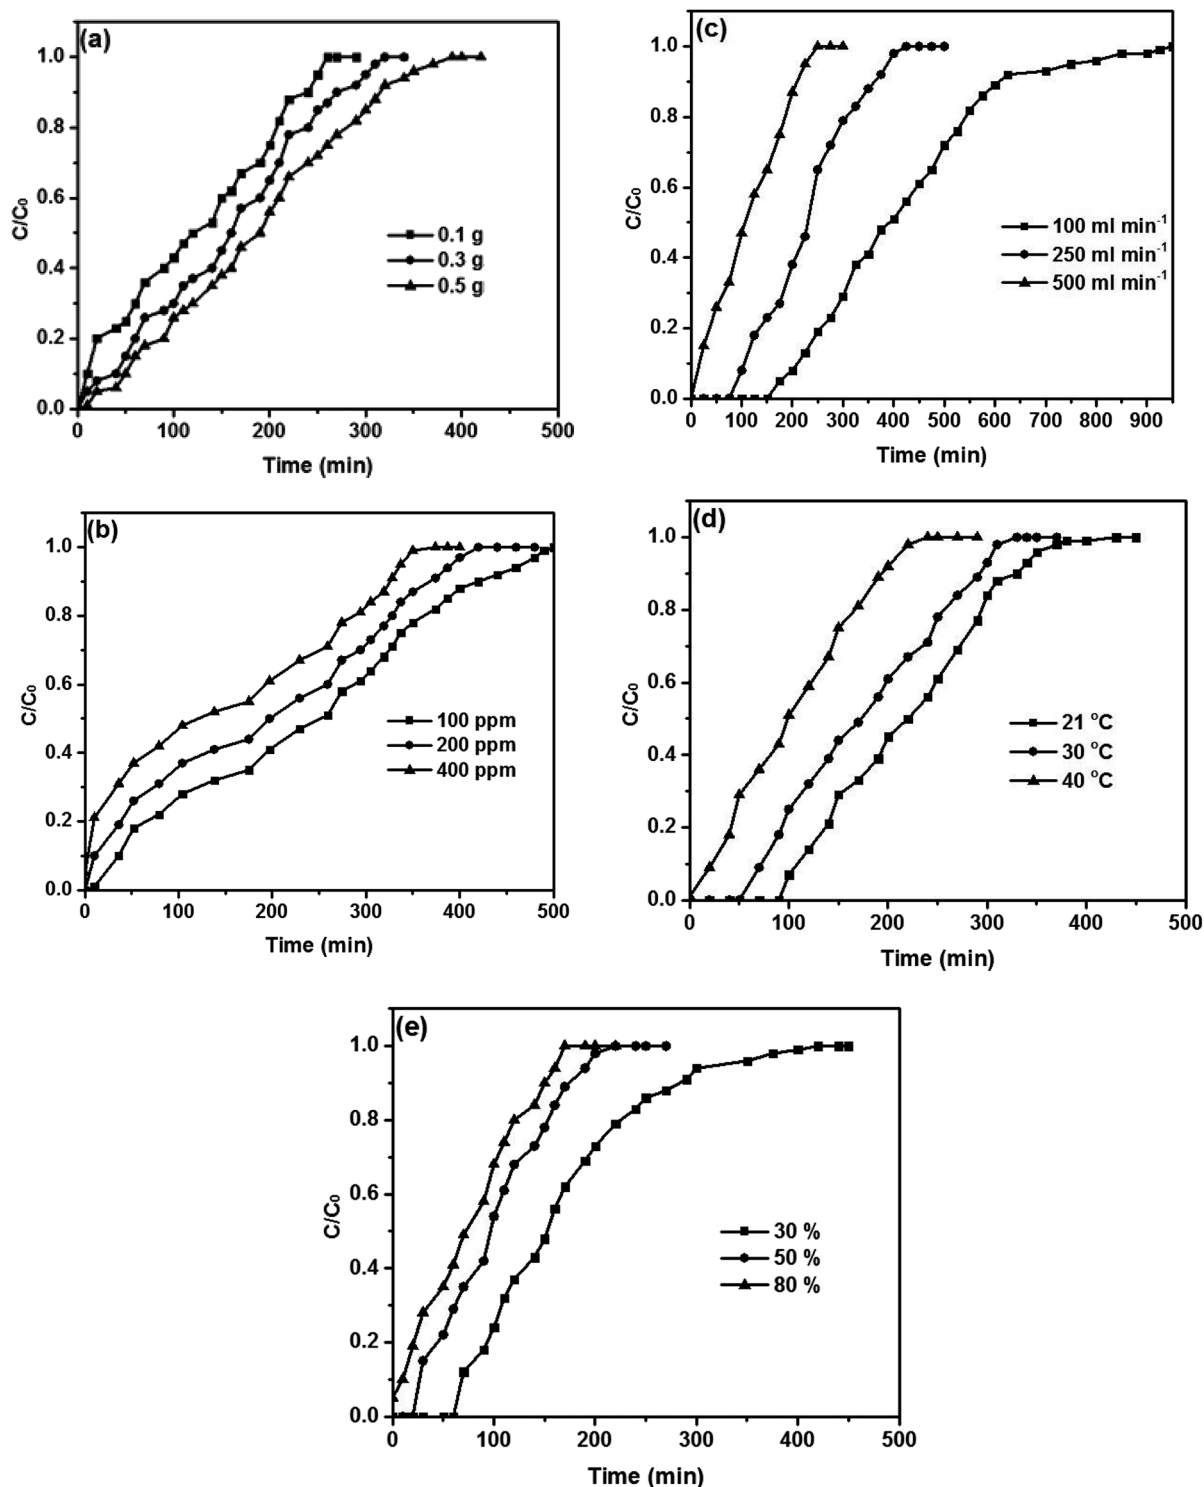 (a)
1.0
0.8
0.6
0.4
0.2
0.0
C/C₀
0.1 g
0.3 g
0.5 g
0 100 200 300 400 500
Time (min)
(c)
1.0
0.8
0.6
0.4
0.2
0.0
C/C₀
100 ml min⁻¹
250 ml min⁻¹
500 ml min⁻¹
0 100 200 300 400 500 600 700 800 900
Time (min)
(b)
1.0
0.8
0.6
0.4
0.2
0.0
C/C₀
100 ppm
200 ppm
400 ppm
0 100 200 300 400 500
Time (min)
(d)
1.0
0.8
0.6
0.4
0.2
0.0
C/C₀
21 °C
30 °C
40 °C
0 100 200 300 400 500
Time (min)
(e)
1.0
0.8
0.6
0.4
0.2
0.0
C/C₀
30 %
50 %
80 %
0 100 200 300 400 500
Time (min)